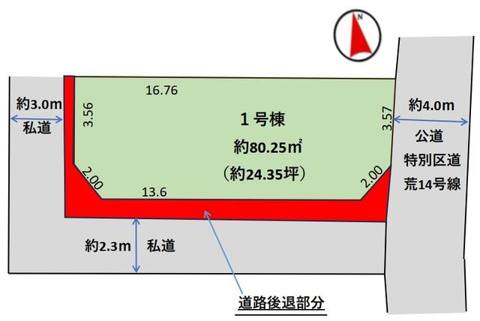 N
16.76
3.56
3.57
1号棟
約80.25㎡
（約24.35坪）
2.00
2.00
13.6
約3.0m
私道
約4.0m
公道
特別区道
荒14号線
約2.3m 私道
道路後退部分